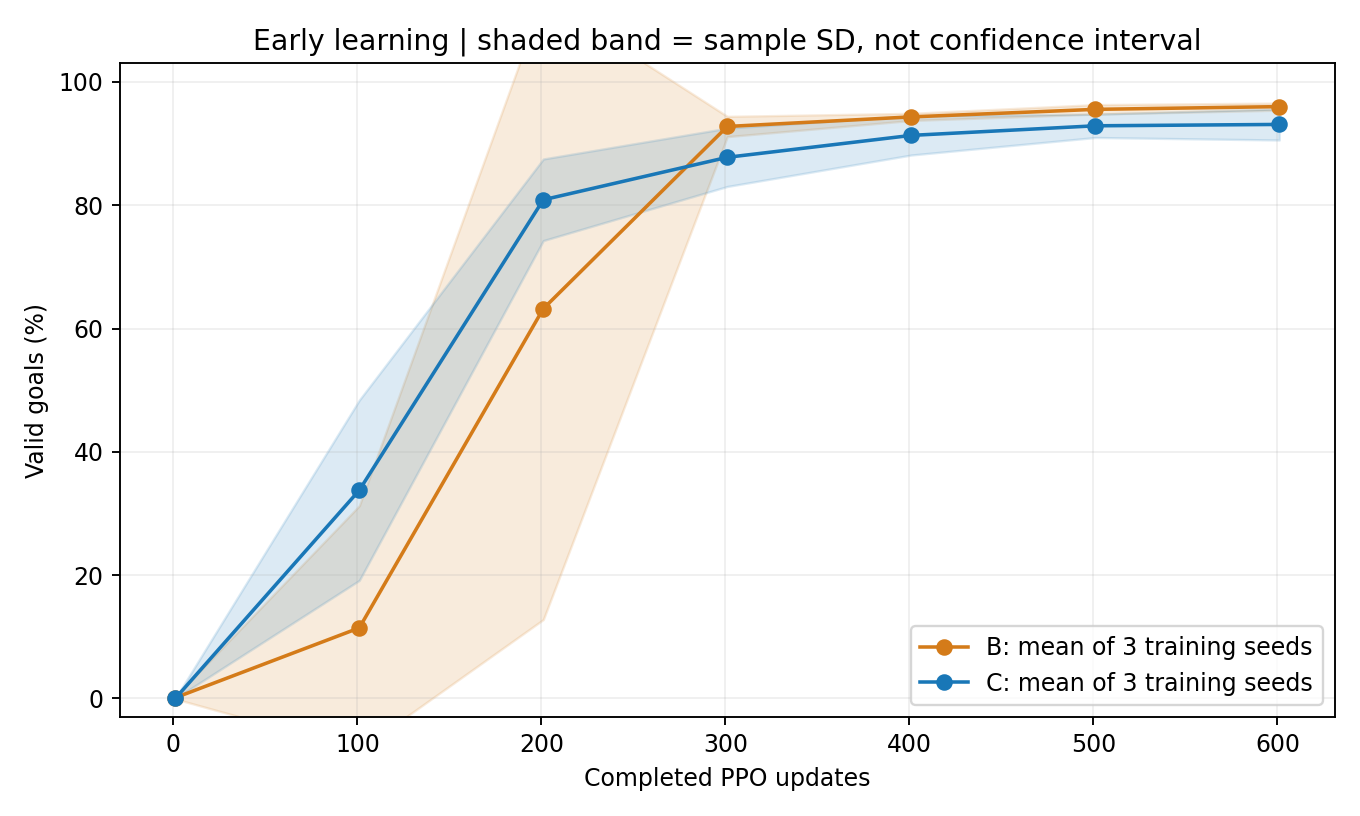 Early learning | shaded band = sample SD, not confidence interval
Valid goals (%)
100
80
60
40
20
0
0 100 200 300 400 500 600
Completed PPO updates
B: mean of 3 training seeds
C: mean of 3 training seeds